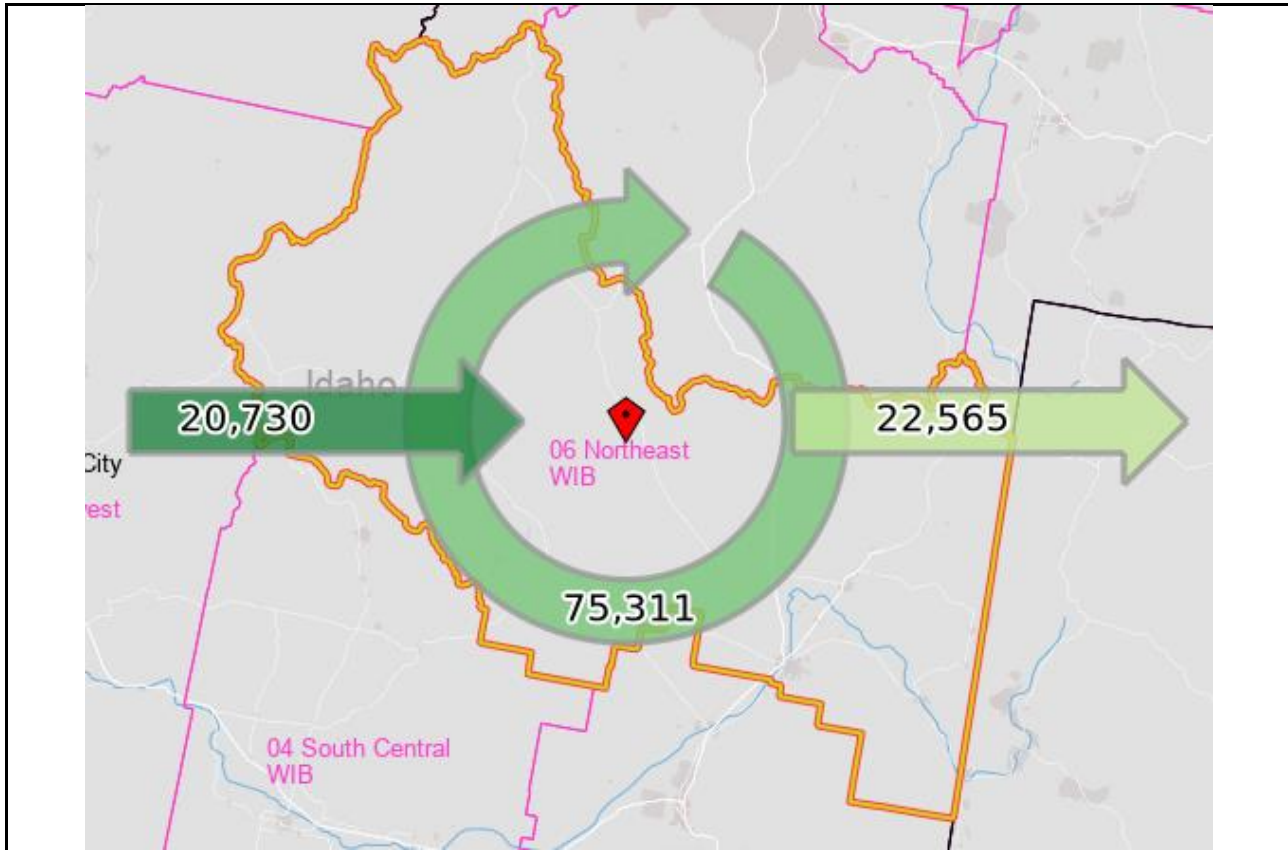 Idaho
20,730
22,565
06 Northeast
WIB
City
est
75,311
04 South Central
WIB